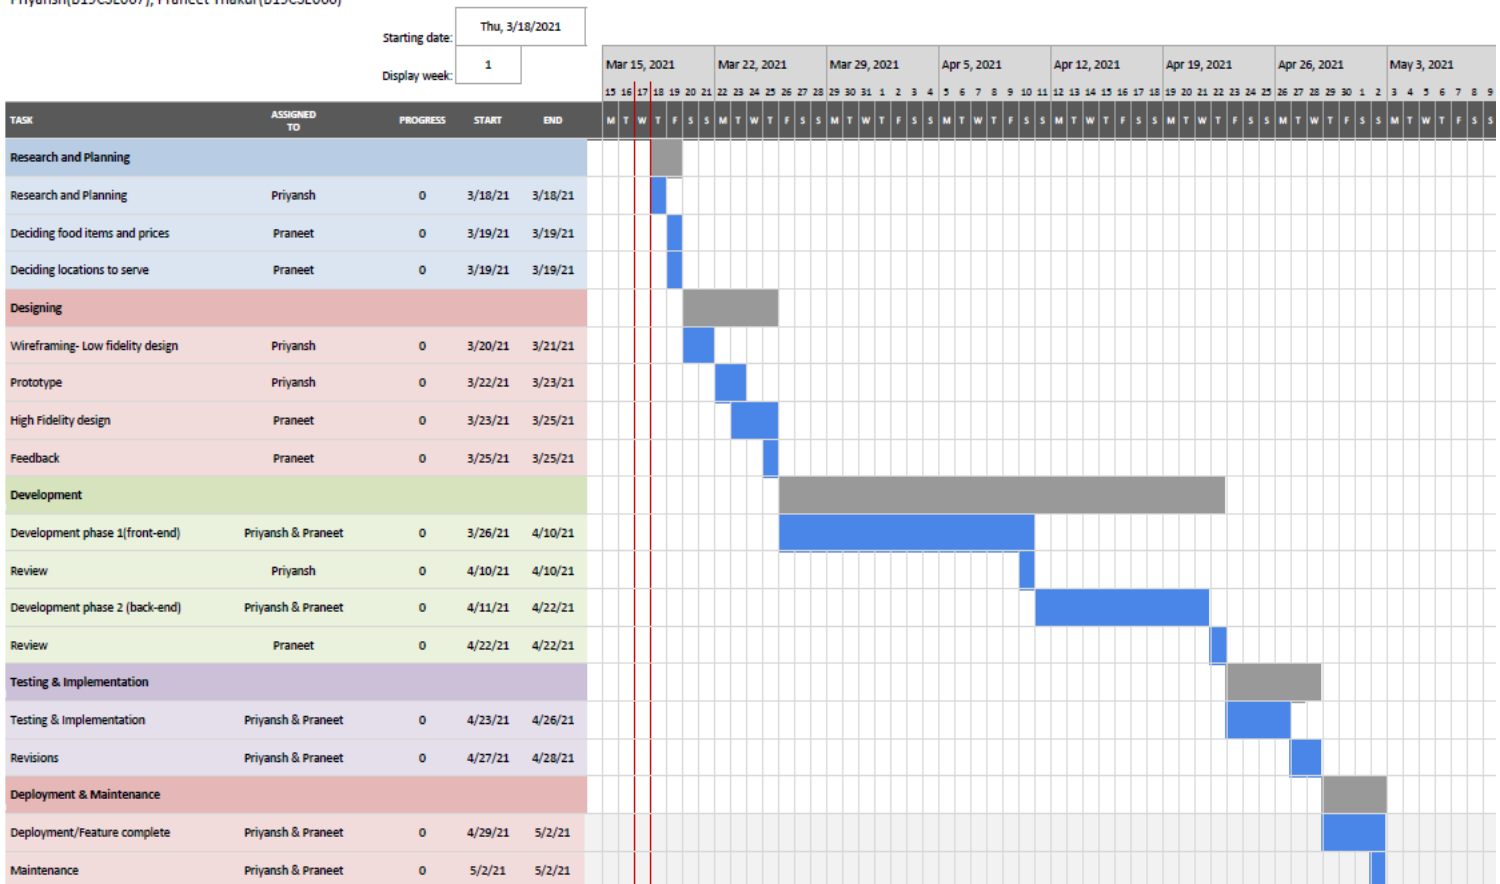 Priyansh(B19CSE067), Praneet Thakur(B19CSE066)
Starting date: Thu, 3/18/2021
Display week: 1
Mar 15, 2021 Mar 22, 2021 Mar 29, 2021 Apr 5, 2021 Apr 12, 2021 Apr 19, 2021 Apr 26, 2021 May 3, 2021
15 16 17 18 19 20 21 22 23 24 25 26 27 28 29 30 31 1 2 3 4 5 6 7 8 9 10 11 12 13 14 15 16 17 18 19 20 21 22 23 24 25 26 27 28 29 30 1 2 3 4 5 6 7 8 9
TASK ASSIGNED TO PROGRESS START END M T W T F S S M T W T F S S M T W T F S S M T W T F S S M T W T F S S M T W T F S S M T W T F S S M T W T F S S
Research and Planning
Research and Planning Priyansh 0 3/18/21 3/18/21
Deciding food items and prices Praneet 0 3/19/21 3/19/21
Deciding locations to serve Praneet 0 3/19/21 3/19/21
Designing
Wireframing- Low fidelity design Priyansh 0 3/20/21 3/21/21
Prototype Priyansh 0 3/22/21 3/23/21
High Fidelity design Praneet 0 3/23/21 3/25/21
Feedback Praneet 0 3/25/21 3/25/21
Development
Development phase 1(front-end) Priyansh & Praneet 0 3/26/21 4/10/21
Review Priyansh 0 4/10/21 4/10/21
Development phase 2 (back-end) Priyansh & Praneet 0 4/11/21 4/22/21
Review Praneet 0 4/22/21 4/22/21
Testing & Implementation
Testing & Implementation Priyansh & Praneet 0 4/23/21 4/26/21
Revisions Priyansh & Praneet 0 4/27/21 4/28/21
Deployment & Maintenance
Deployment/Feature complete Priyansh & Praneet 0 4/29/21 5/2/21
Maintenance Priyansh & Praneet 0 5/2/21 5/2/21